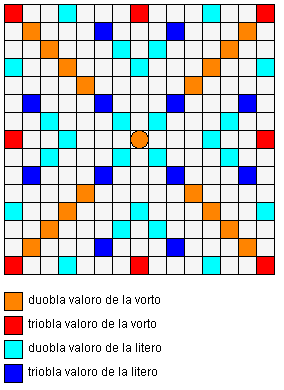 duobla valoro de la vorto
triobla valoro de la vorto
duobla valoro de la litero
triobla valoro de la litero